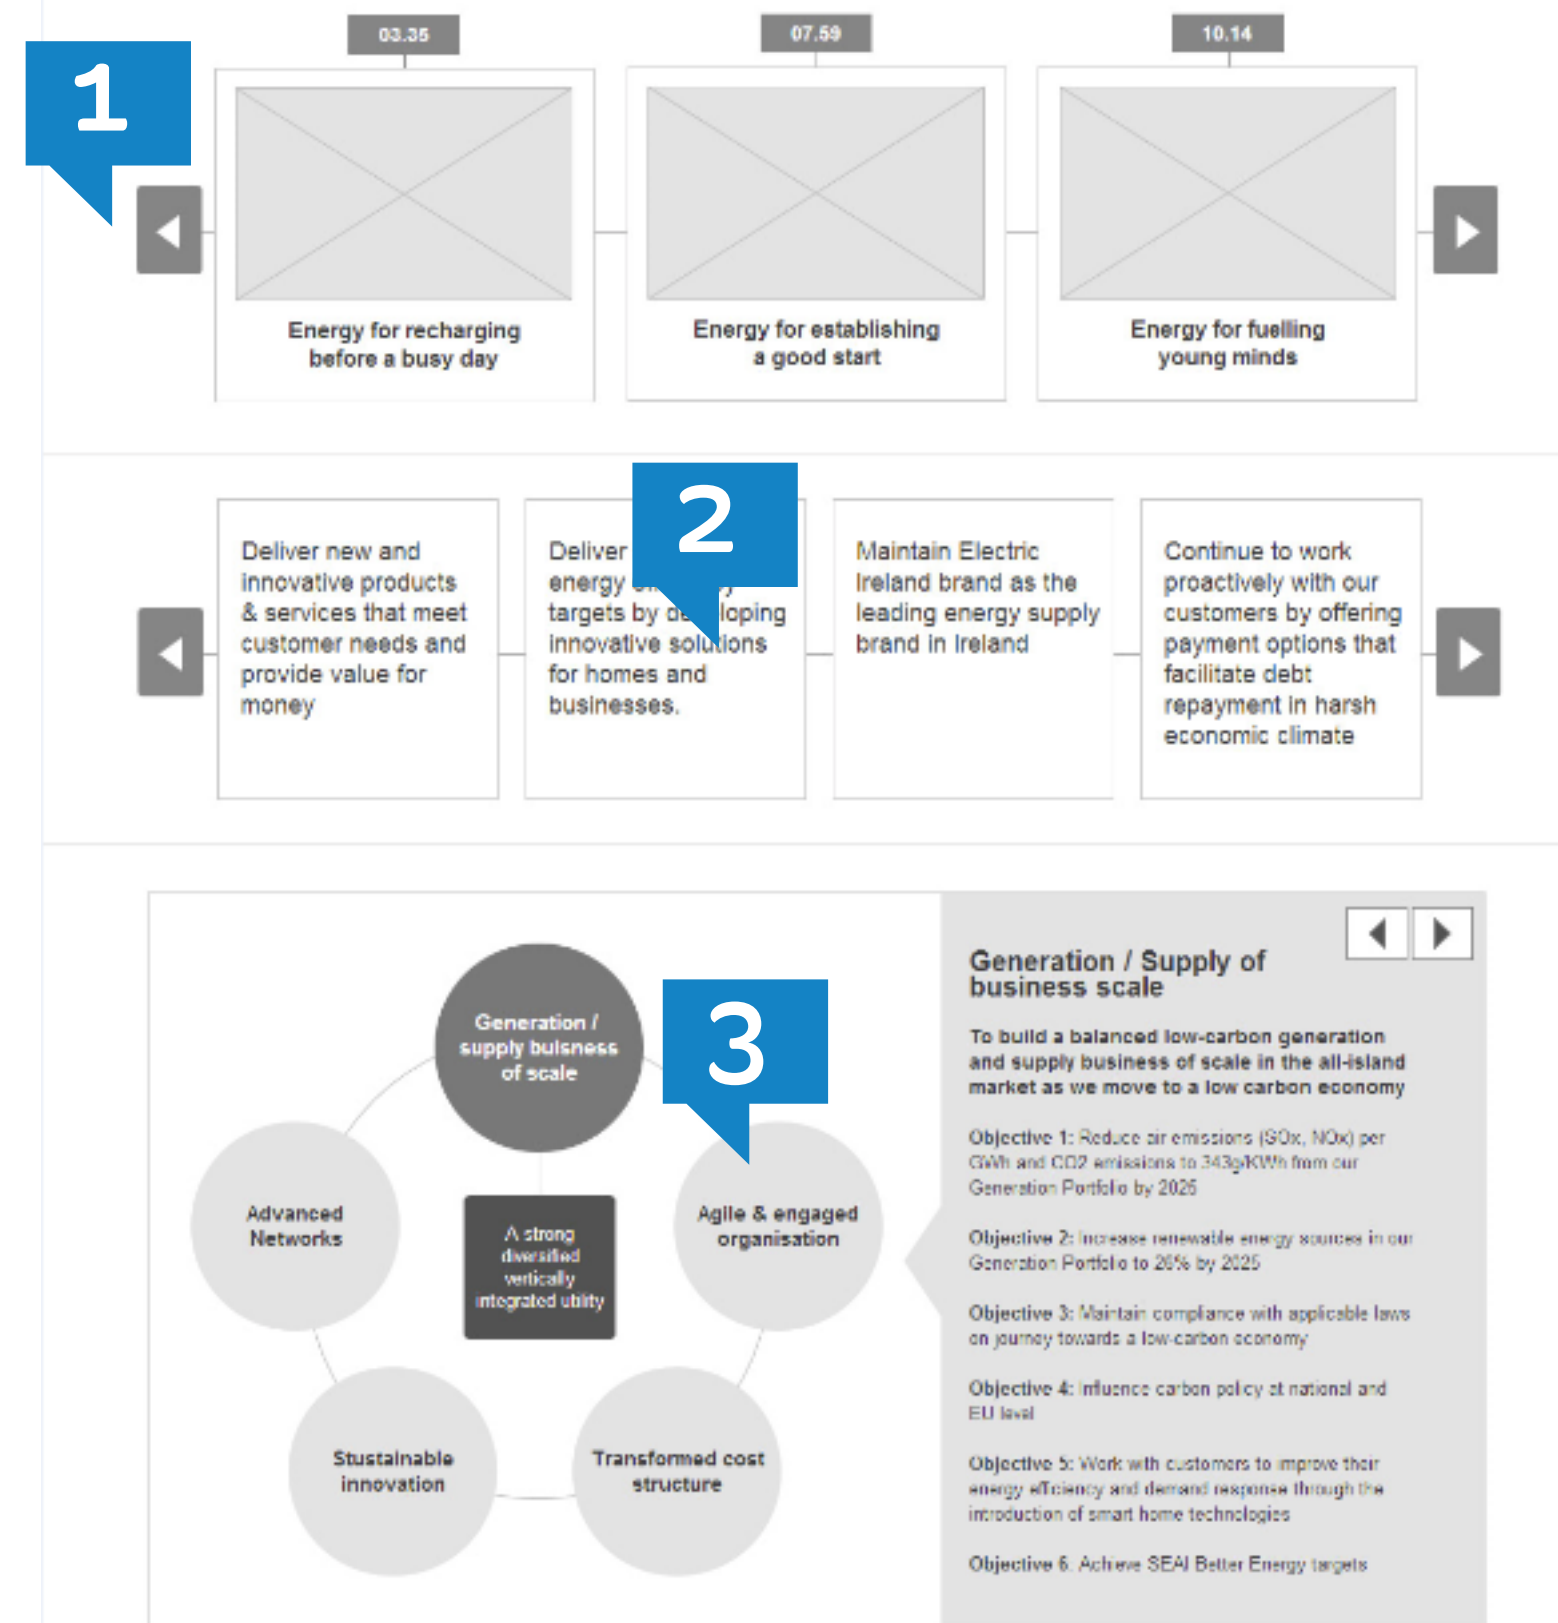 1
03.35
07.59
10.14
Energy for recharging
before a busy day
Energy for establishing
a good start
Energy for fuelling
young minds
2
Deliver new and
innovative products
& services that meet
customer needs and
provide value for
money
Deliver
energy
targets by developing
innovative solutions
for homes and
businesses.
Maintain Electric
Ireland brand as the
leading energy supply
brand in Ireland
Continue to work
proactively with our
customers by offering
payment options that
facilitate debt
repayment in harsh
economic climate
3
Generation /
supply buisness
of scale
Advanced
Networks
A strong
diversified
vertically
integrated utility
Agile & engaged
organisation
Stustainable
innovation
Transformed cost
structure
Generation / Supply of
business scale
To build a balanced low-carbon generation
and supply business of scale in the all-island
market as we move to a low carbon economy
Objective 1: Reduce air emissions (SOx, NOx) per
GWh and CO2 emissions to 343g/KWh from our
Generation Portfolio by 2025
Objective 2: Increase renewable energy sources in our
Generation Portfolio to 26% by 2025
Objective 3: Maintain compliance with applicable laws
on journey towards a low-carbon economy
Objective 4: Influence carbon policy at national and
EU level
Objective 5: Work with customers to improve their
energy efficiency and demand response through the
introduction of smart home technologies
Objective 6. Achieve SEAI Better Energy targets